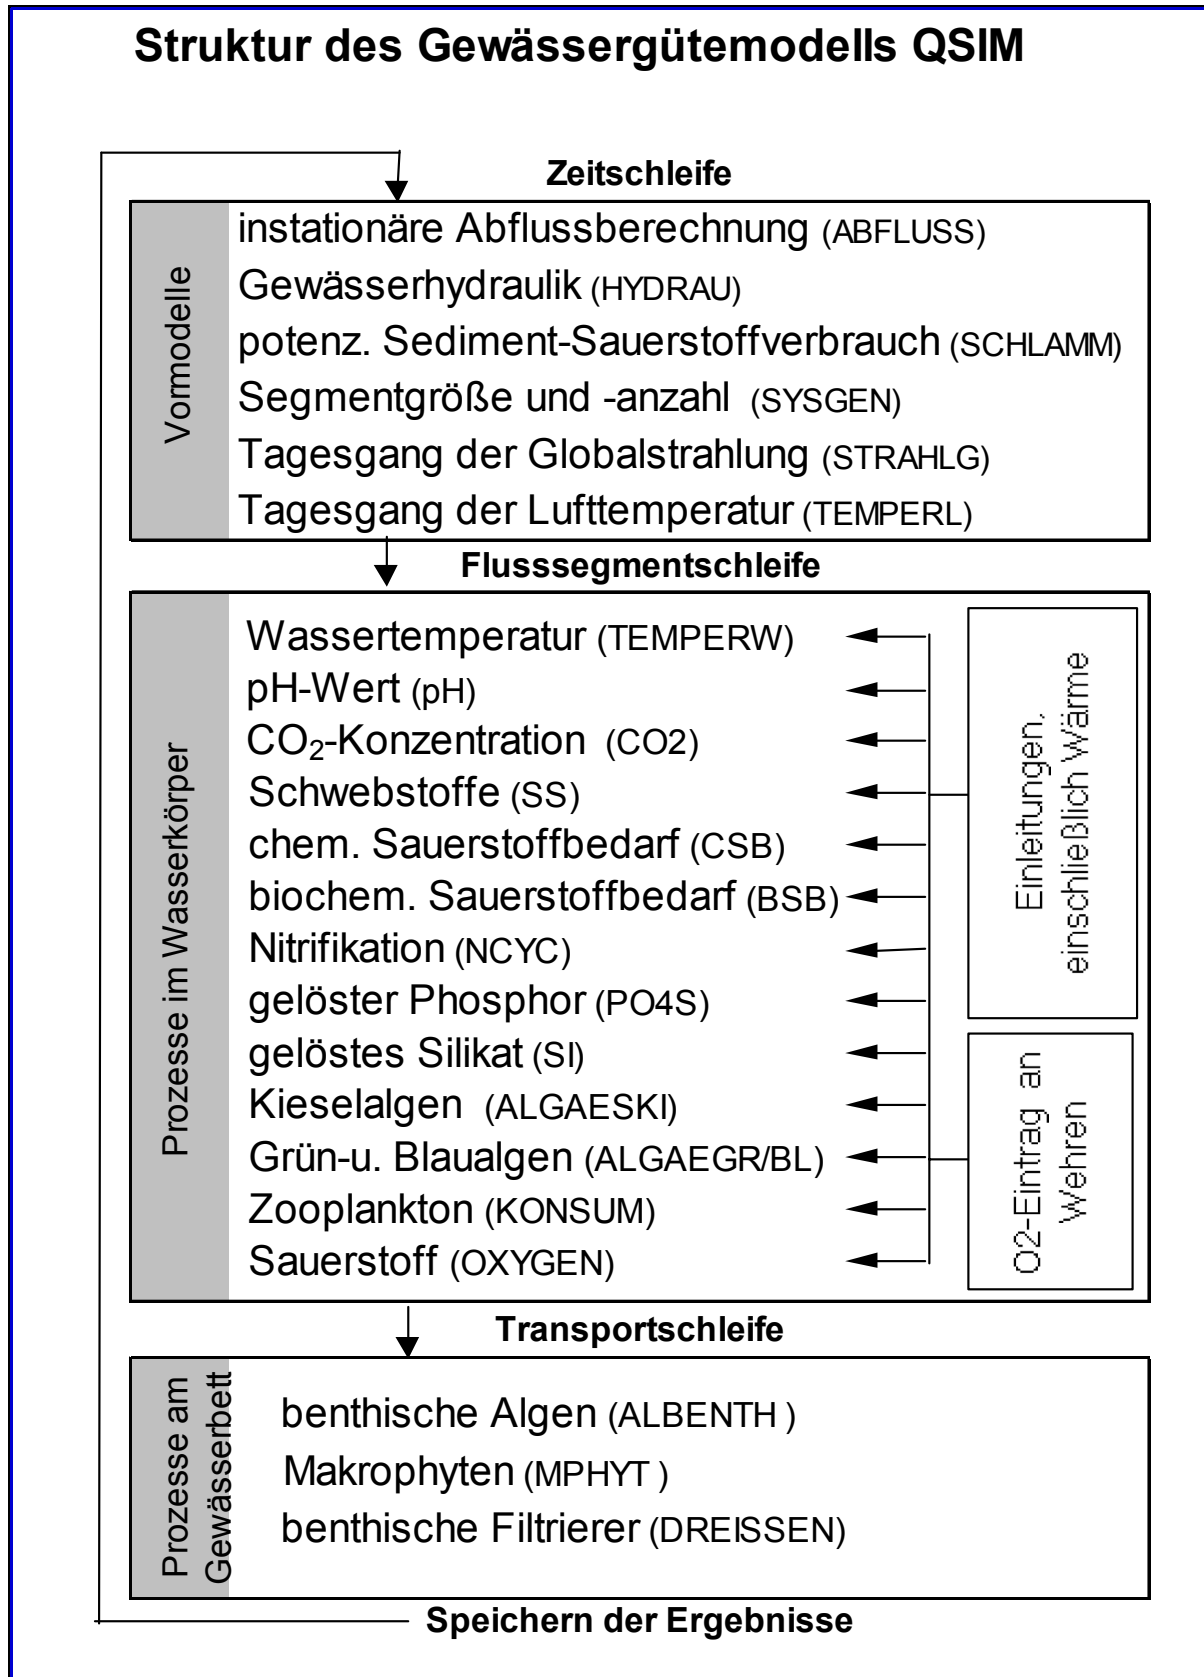 Struktur des Gewässergütemodells QSIM
Zeitschleife
Vormodelle
instationäre Abflussberechnung (ABFLUSS)
Gewässerhydraulik (HYDRAU)
potenz. Sediment-Sauerstoffverbrauch (SCHLAMM)
Segmentgröße und -anzahl (SYSGEN)
Tagesgang der Globalstrahlung (STRAHLG)
Tagesgang der Lufttemperatur (TEMPERL)
Flusssegmentschleife
Prozesse im Wasserkörper
Wassertemperatur (TEMPERW)
pH-Wert (pH)
CO₂-Konzentration (CO2)
Schwebstoffe (SS)
chem. Sauerstoffbedarf (CSB)
biochem. Sauerstoffbedarf (BSB)
Nitrifikation (NCYC)
gelöster Phosphor (PO4S)
gelöstes Silikat (SI)
Kieselalgen (ALGAESKI)
Grün-u. Blaualgen (ALGAEGR/BL)
Zooplankton (KONSUM)
Sauerstoff (OXYGEN)
Einleitungen,
einschließlich Wärme
O2-Eintrag an
Wehren
Transportschleife
Prozesse am
Gewässerbett
benthische Algen (ALBENTH )
Makrophyten (MPHYT )
benthische Filtrierer (DREISSEN)
Speichern der Ergebnisse